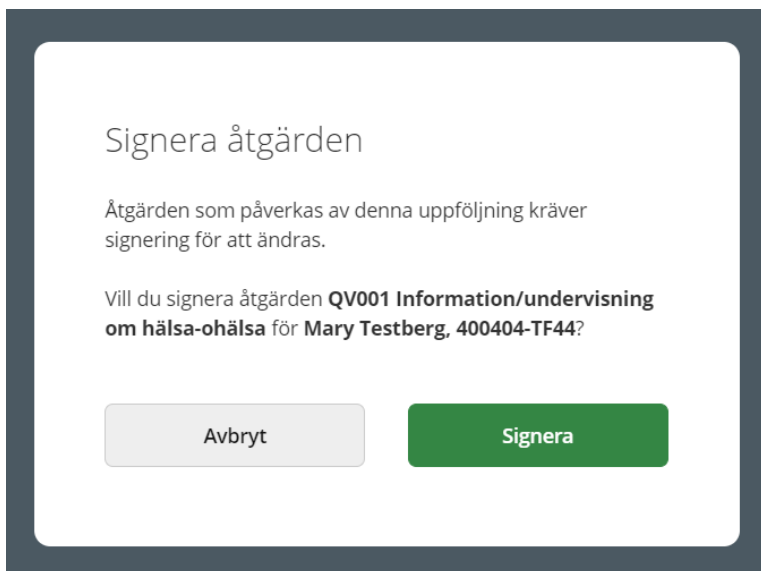 Signera åtgärden
Åtgärden som påverkas av denna uppföljning kräver
signering för att ändras.
Vill du signera åtgärden QV001 Information/undervisning
om hälsa-ohälsa för Mary Testberg, 400404-TF44?
Avbryt
Signera